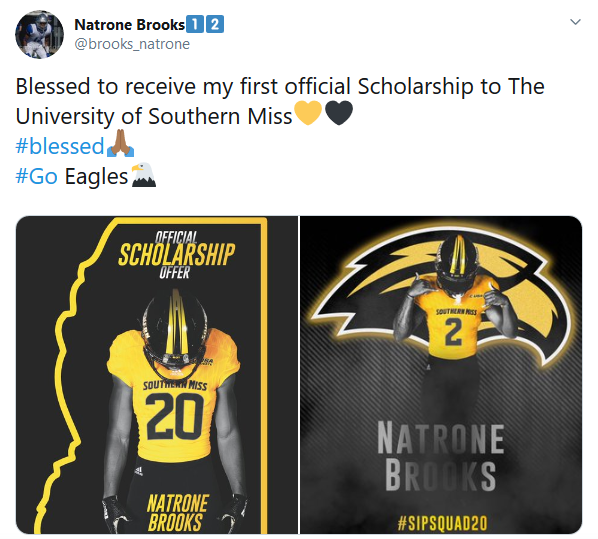 Natrone Brooks1️⃣2️⃣
@brooks_natrone
Blessed to receive my first official Scholarship to The
University of Southern Miss💛🖤
#blessed🙏🏾
#Go Eagles🦅
OFFICIAL
SCHOLARSHIP
OFFER
SOUTHERN MISS
20
NATRONE
BROOKS
SOUTHERN MISS
2
NATRONE
BROOKS
#SIPSQUAD20